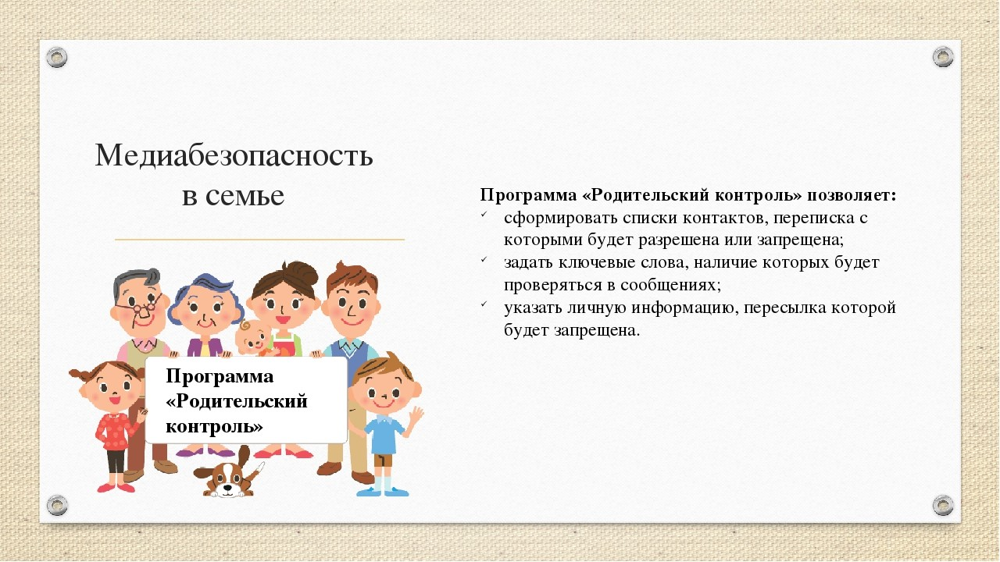 Медиабезопасность
в семье
Программа «Родительский контроль» позволяет:
✓ сформировать списки контактов, переписка с
которыми будет разрешена или запрещена;
✓ задать ключевые слова, наличие которых будет
проверяться в сообщениях;
✓ указать личную информацию, пересылка которой
будет запрещена.
Программа
«Родительский
контроль»